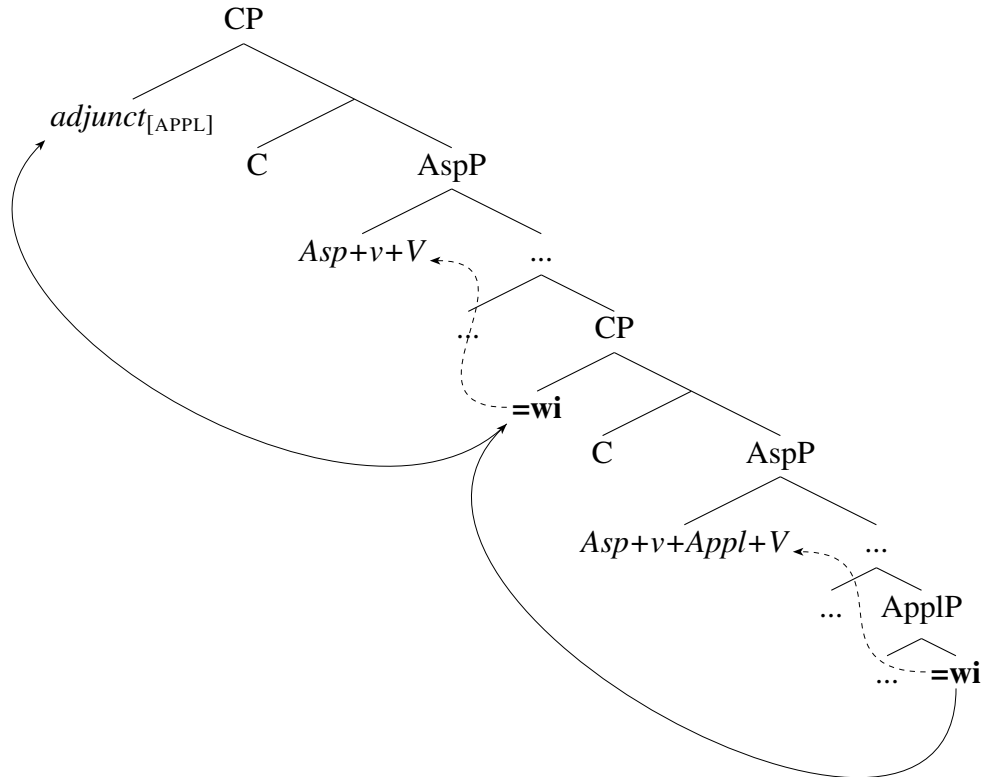 CP
adjunct[APPL]
C AspP
Asp+v+V ...
... CP
=wi
C AspP
Asp+v+Appl+V ...
... ApplP
... =wi